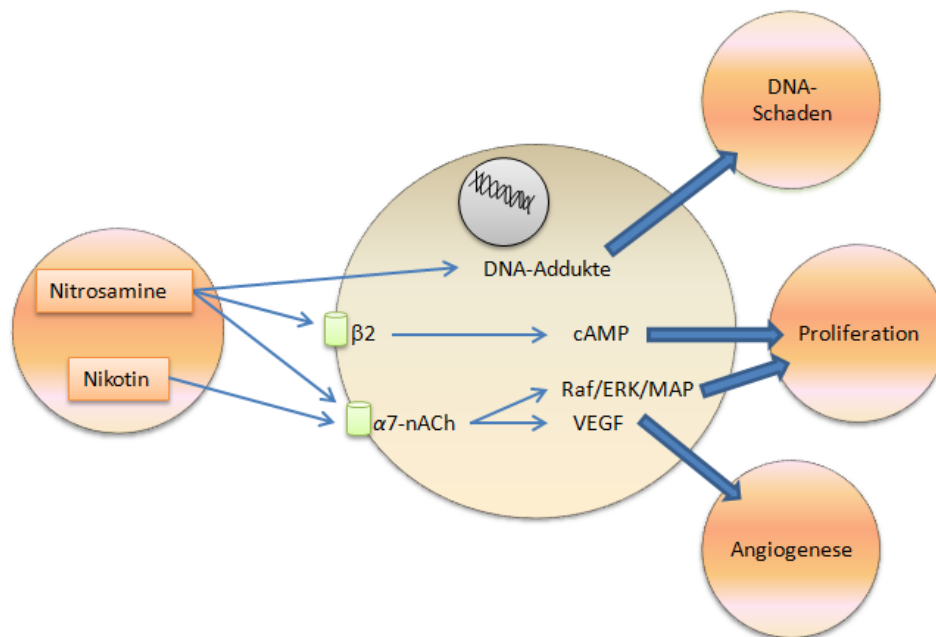 DNA-
Schaden
DNA-Addukte
Nitrosamine
β2
cAMP
Proliferation
Nikotin
Raf/ERK/MAP
α7-nACh
VEGF
Angiogenese